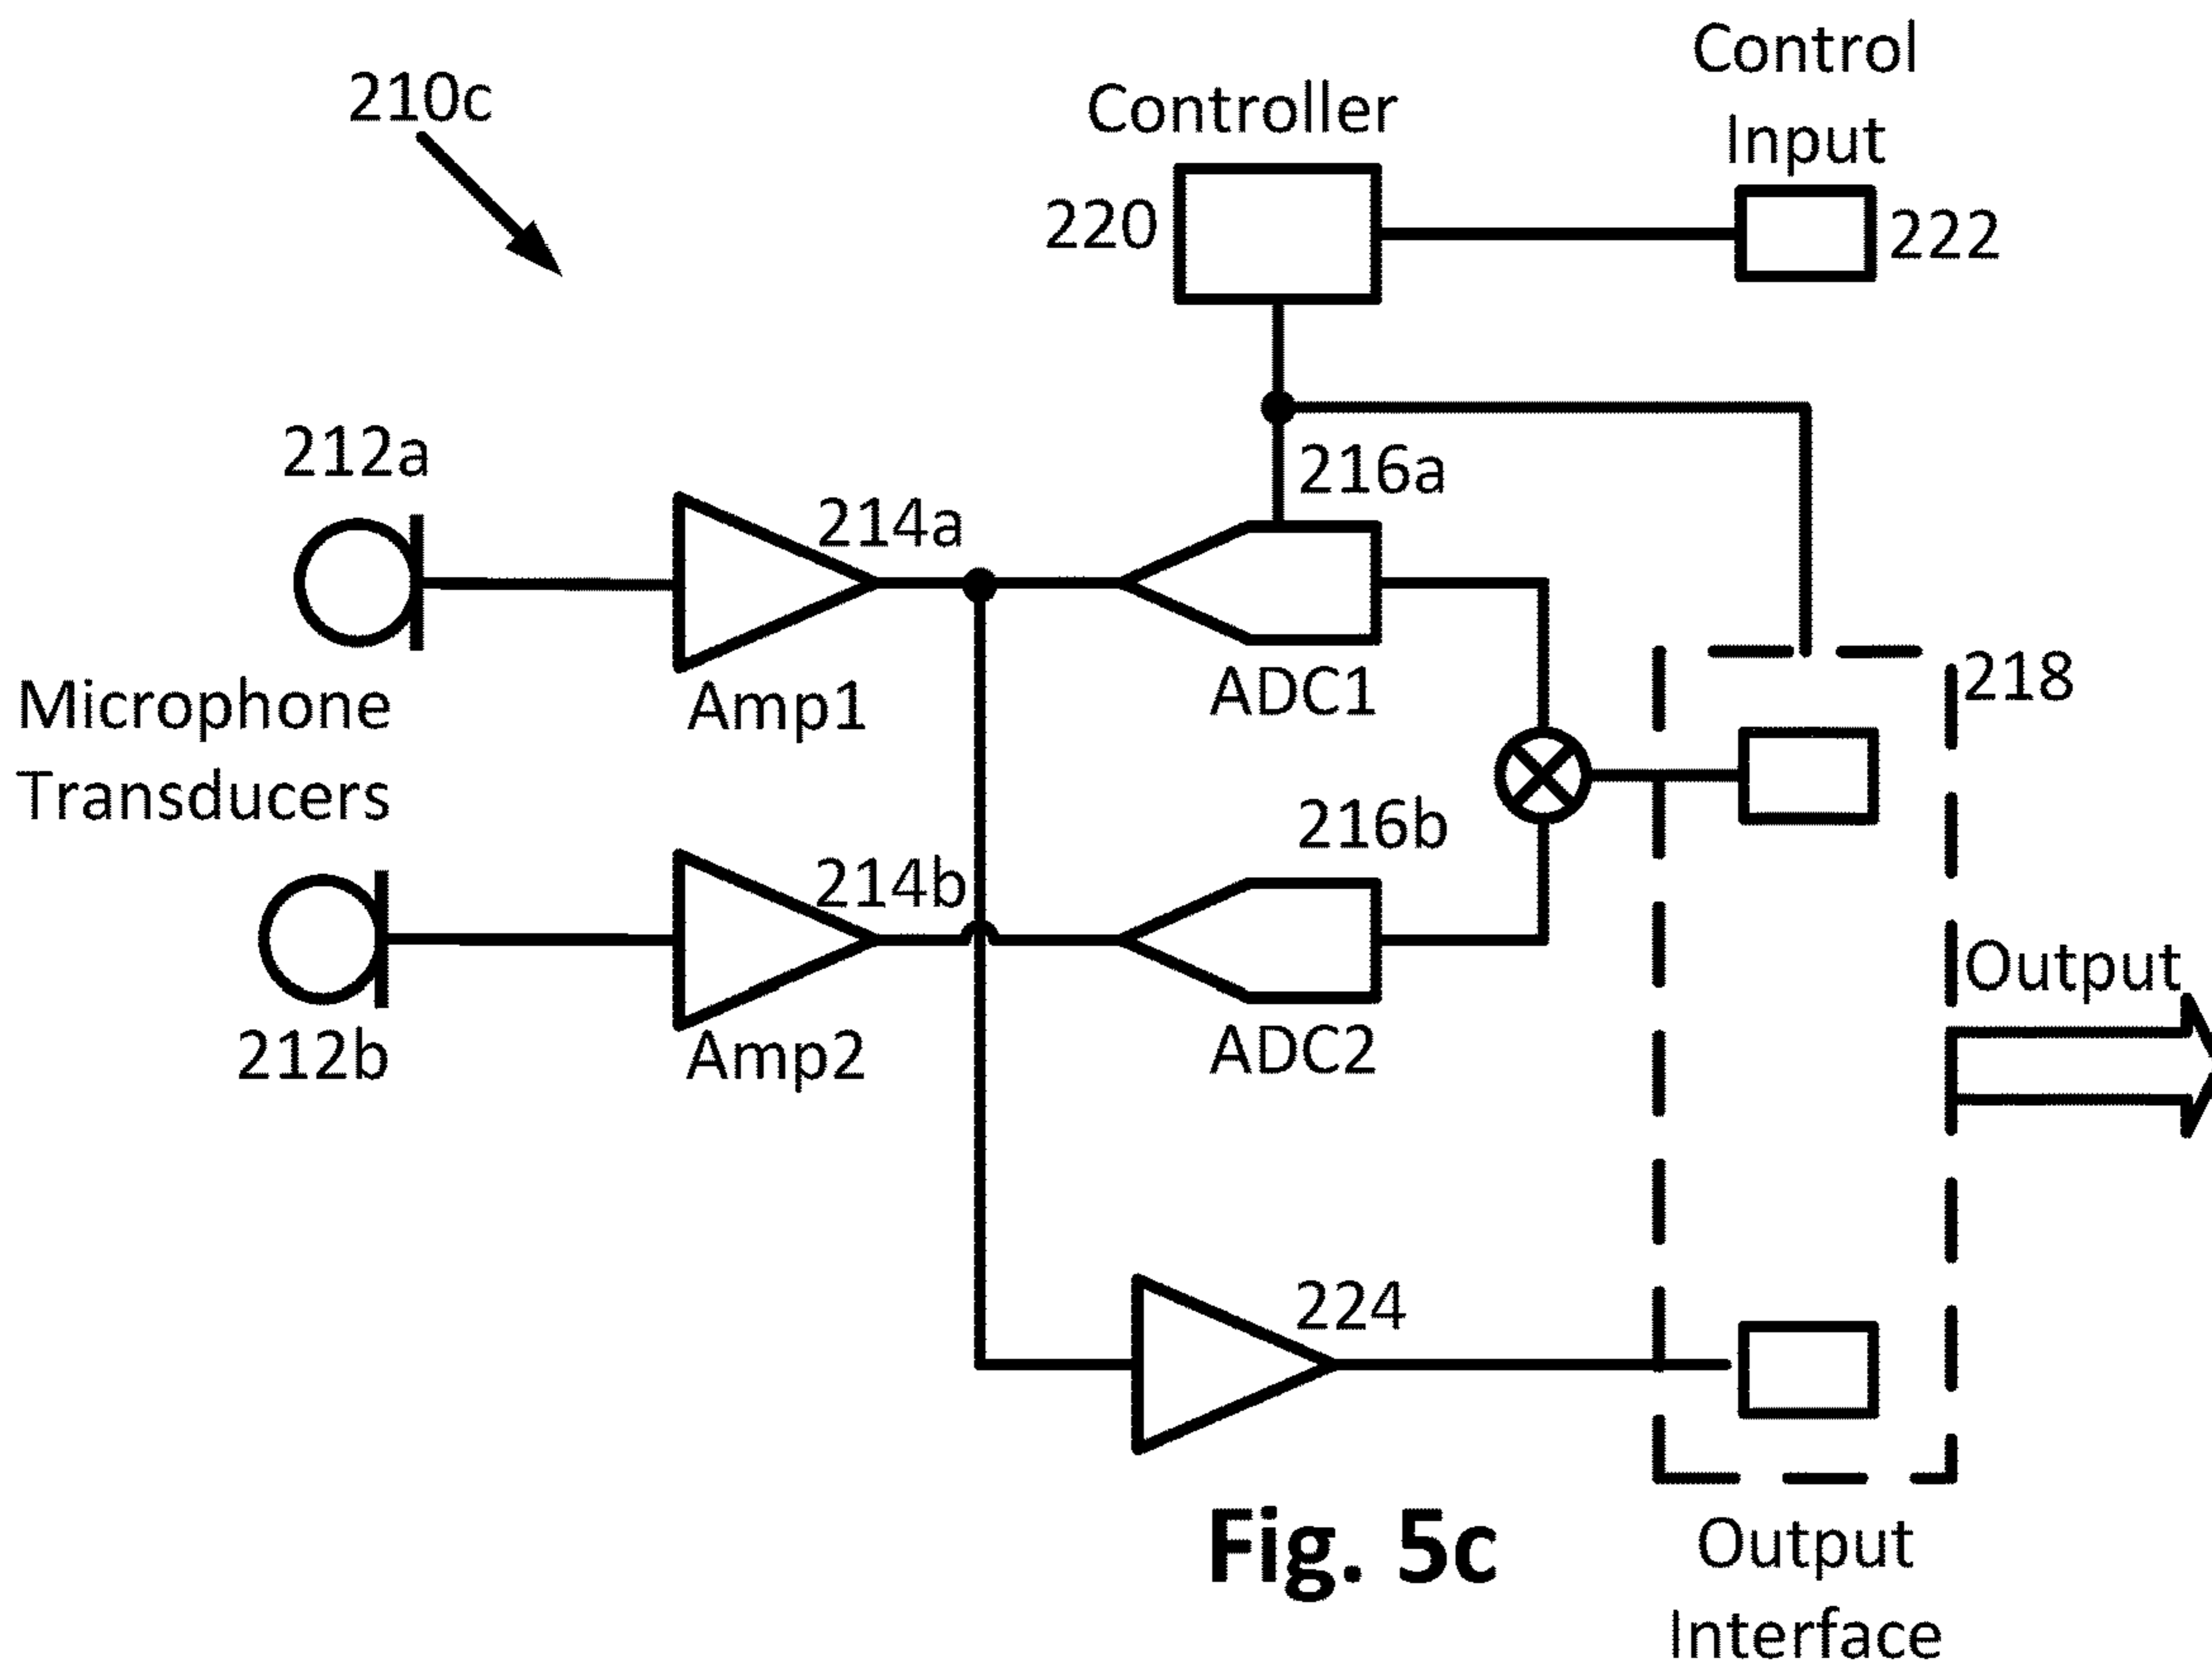 210c
Controller
Control
Input
220
222
212a
214a
216a
Microphone
Transducers
Amp1
ADC1
218
214b
216b
212b
Amp2
ADC2
Output
224
Fig. 5c
Output
Interface